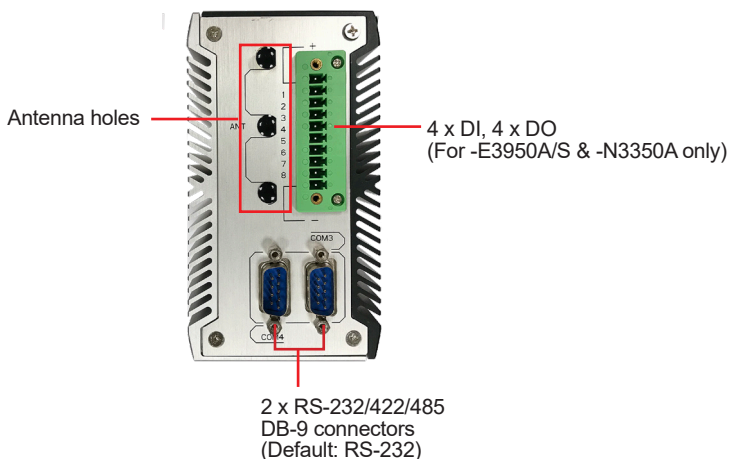 Antenna holes
ANT
+
1
2
3
4
5
6
7
8
−
4 x DI, 4 x DO
(For -E3950A/S & -N3350A only)
COM3
COM4
2 x RS-232/422/485
DB-9 connectors
(Default: RS-232)